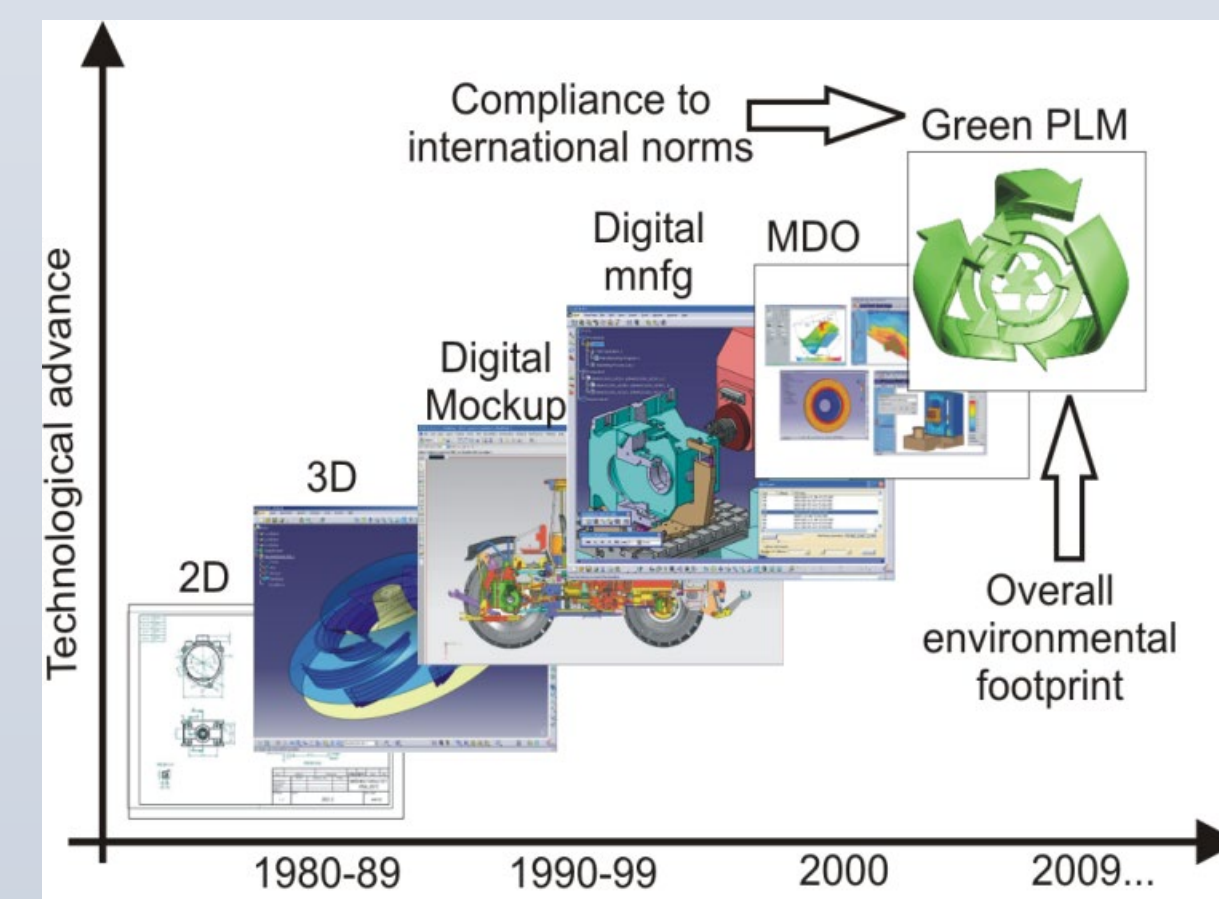 Technological advance
Compliance to
international norms
Green PLM
Digital
mnfg
MDO
Digital
Mockup
3D
2D
Overall
environmental
footprint
1980-89
1990-99
2000
2009...